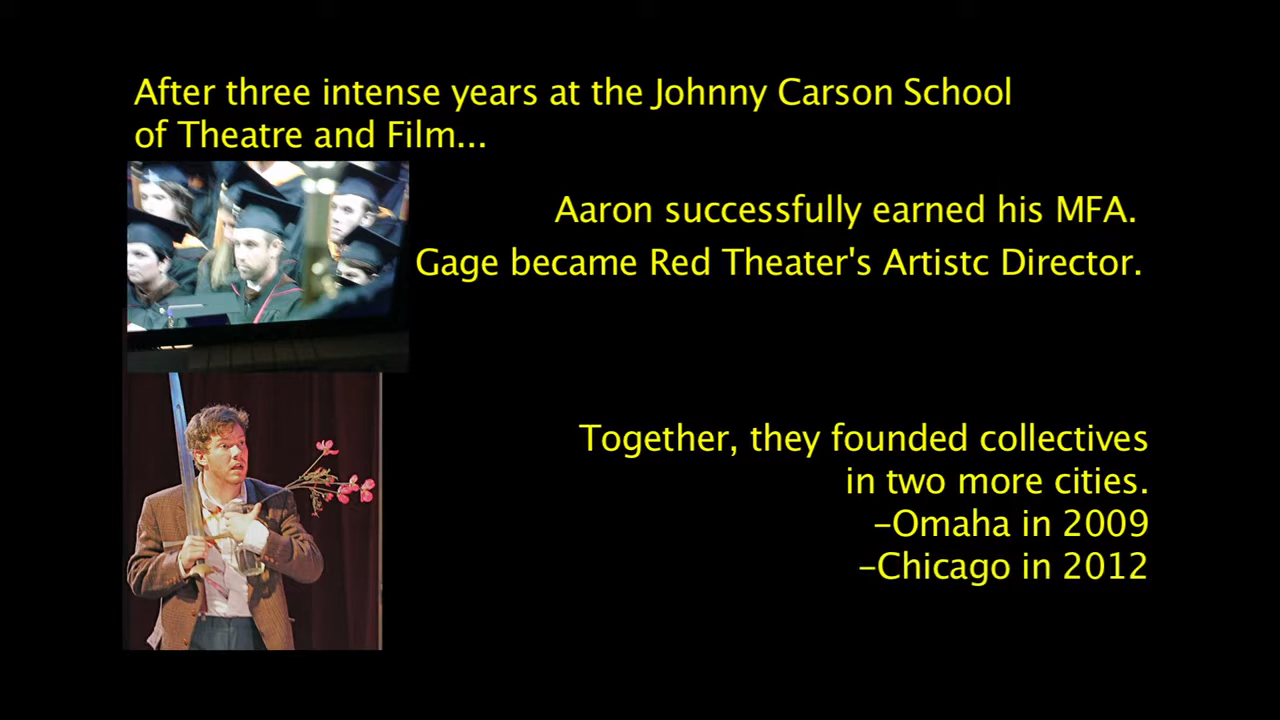 After three intense years at the Johnny Carson School
of Theatre and Film...
Aaron successfully earned his MFA.
Gage became Red Theater's Artistc Director.
Together, they founded collectives
in two more cities.
-Omaha in 2009
-Chicago in 2012